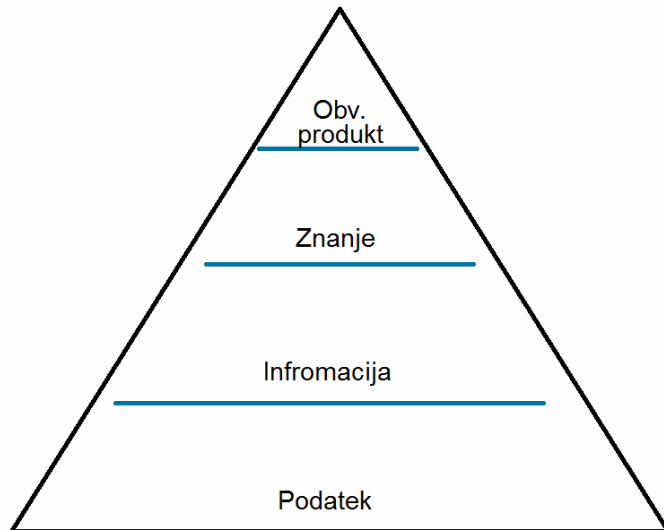 Obv.
produkt
Znanje
Infromacija
Podatek